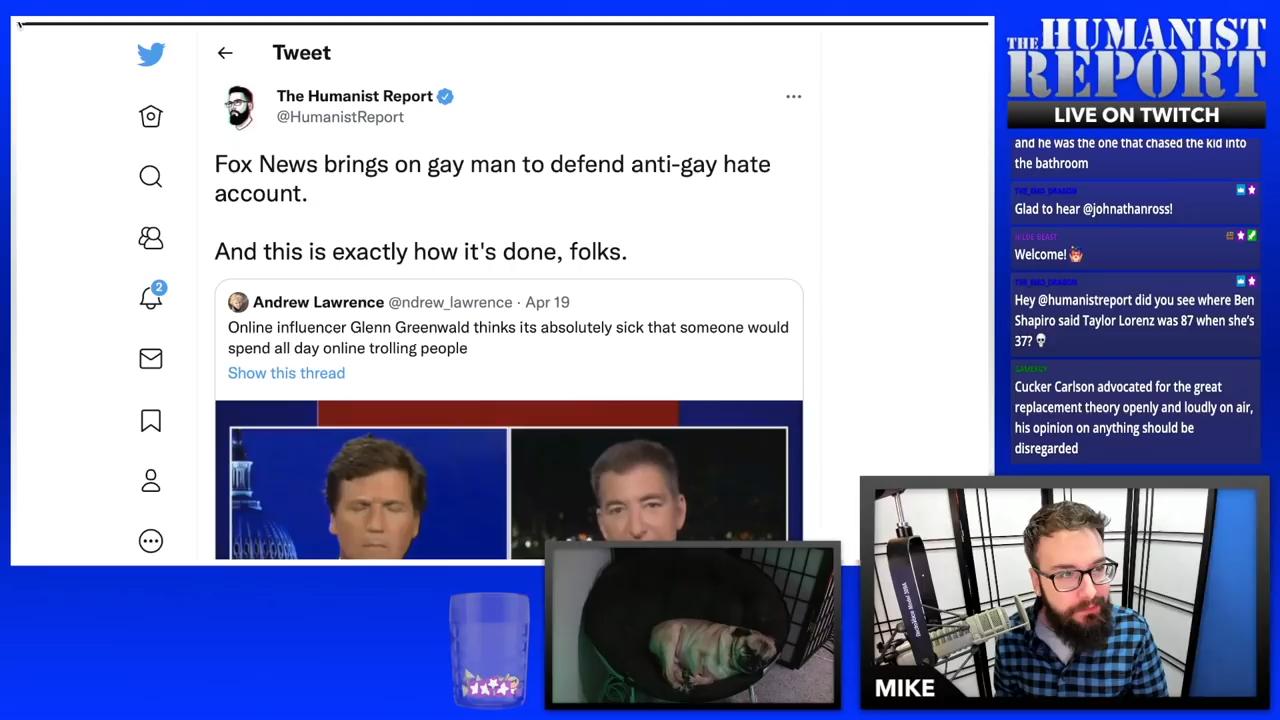 Tweet
The Humanist Report
@HumanistReport
Fox News brings on gay man to defend anti-gay hate
account.
And this is exactly how it's done, folks.
Andrew Lawrence @ndrew_lawrence · Apr 19
Online influencer Glenn Greenwald thinks its absolutely sick that someone would
spend all day online trolling people
Show this thread
2
THE HUMANIST
REPORT
LIVE ON TWITCH
and he was the one that chased the kid into
the bathroom
Glad to hear @johnathanross!
Welcome!
Hey @humanistreport did you see where Ben
Shapiro said Taylor Lorenz was 87 when she's
37?
Cucker Carlson advocated for the great
replacement theory openly and loudly on air,
his opinion on anything should be
disregarded
MIKE